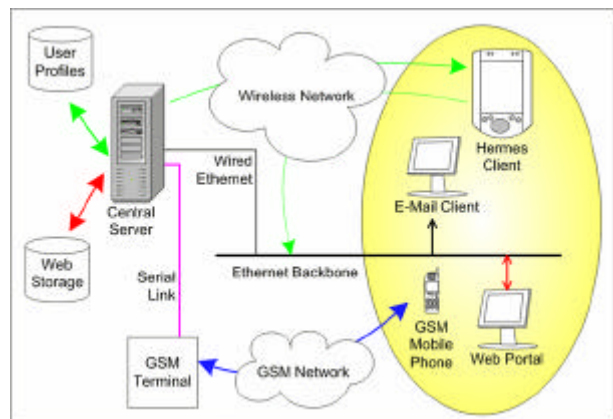 User
Profiles
Wireless Network
Hermes
Client
Wired
Ethernet
E-Mail Client
Central
Server
Web
Storage
Ethernet Backbone
Serial
Link
GSM
Mobile
Phone
Web Portal
GSM
Terminal
GSM Network